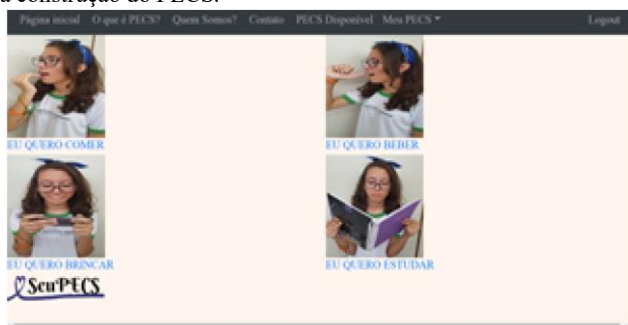 a construção do PECS.
Página inicial O que é PECS? Quem Somos? Contato PECS Disponível Meu PECS Logout
EU QUERO COMER EU QUERO BEBER
EU QUERO BRINCAR EU QUERO ESTUDAR
SeuPECS